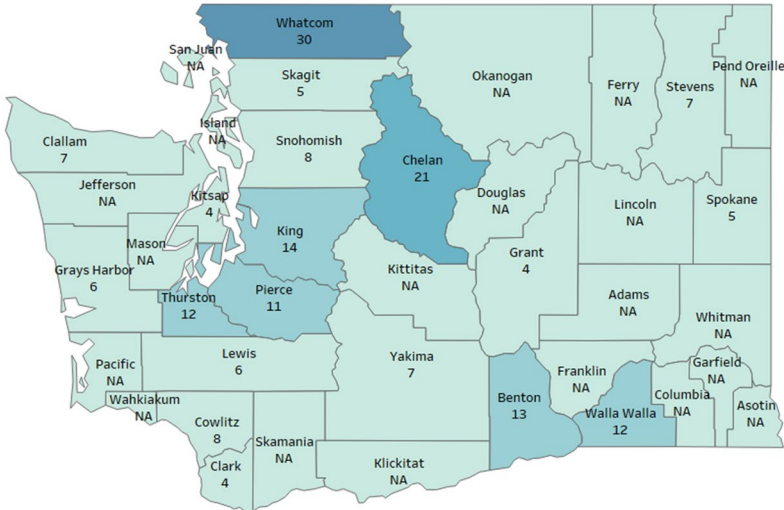 Whatcom
30
San Juan
NA
Skagit
5
Okanogan
NA
Ferry
NA
Stevens
7
Pend Oreille
NA
Island
NA
Clallam
7
Snohomish
8
Chelan
21
Jefferson
NA
Kitsap
4
Douglas
NA
Lincoln
NA
Spokane
5
King
14
Mason
NA
Grays Harbor
6
Kittitas
NA
Grant
4
Thurston
12
Pierce
11
Adams
NA
Whitman
NA
Lewis
6
Yakima
7
Pacific
NA
Wahkiakum
NA
Franklin
NA
Garfield
NA
Benton
13
Columbia
NA
Asotin
NA
Walla Walla
12
Cowlitz
8
Skamania
NA
Clark
4
Klickitat
NA